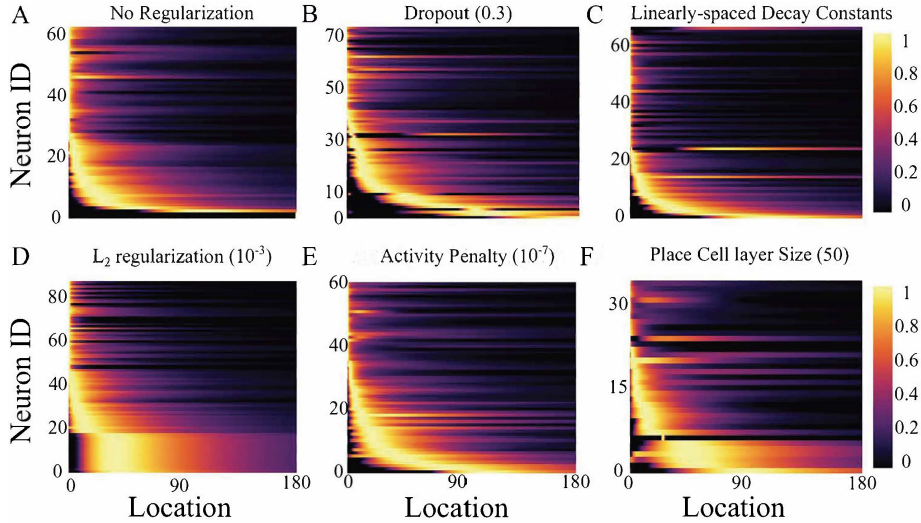 A No Regularization
B Dropout (0.3)
C Linearly-spaced Decay Constants
Neuron ID
60
40
20
0
70
50
30
10
0
60
40
20
0
1
0.8
0.6
0.4
0.2
0
D L2 regularization (10-3)
E Activity Penalty (10-7)
F Place Cell layer Size (50)
Neuron ID
80
60
40
20
0
60
40
20
0
30
15
0
1
0.8
0.6
0.4
0.2
0
0 90 180
0 90 180
0 90 180
Location
Location
Location